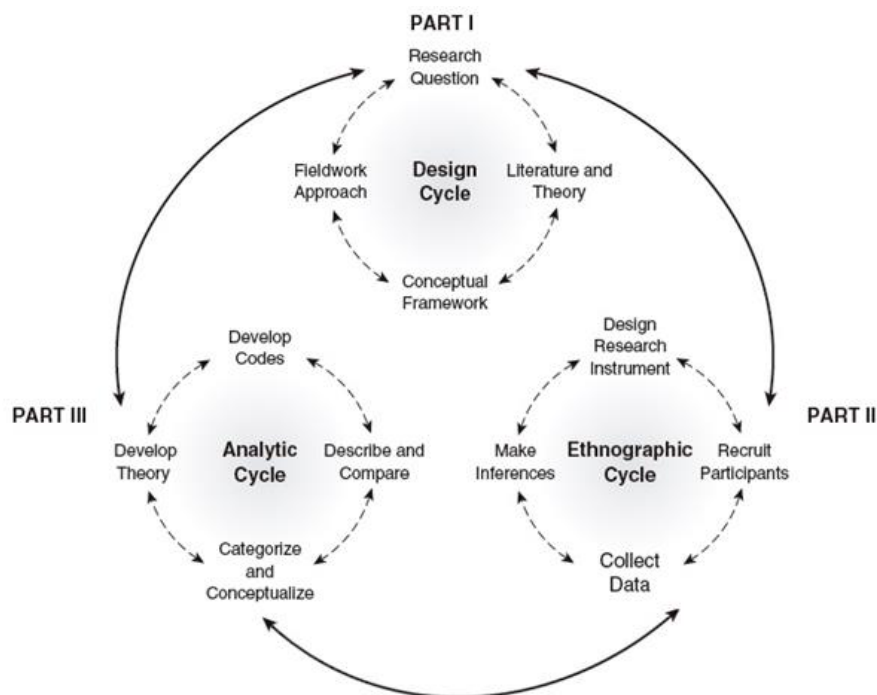 PART I
Research
Question
Fieldwork
Approach
Design
Cycle
Literature and
Theory
Conceptual
Framework
PART III
Develop
Codes
Develop
Theory
Analytic
Cycle
Describe and
Compare
Categorize
and
Conceptualize
PART II
Design
Research
Instrument
Make
Inferences
Ethnographic
Cycle
Recruit
Participants
Collect
Data